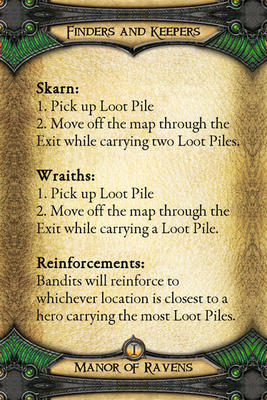 Finders and Keepers
Skarn:
1. Pick up Loot Pile
2. Move off the map through the
Exit while carrying two Loot Piles.
Wraiths:
1. Pick up Loot Pile
2. Move off the map through the
Exit while carrying a Loot Pile.
Reinforcements:
Bandits will reinforce to
whichever location is closest to a
hero carrying the most Loot Piles.
1
Manor of Ravens